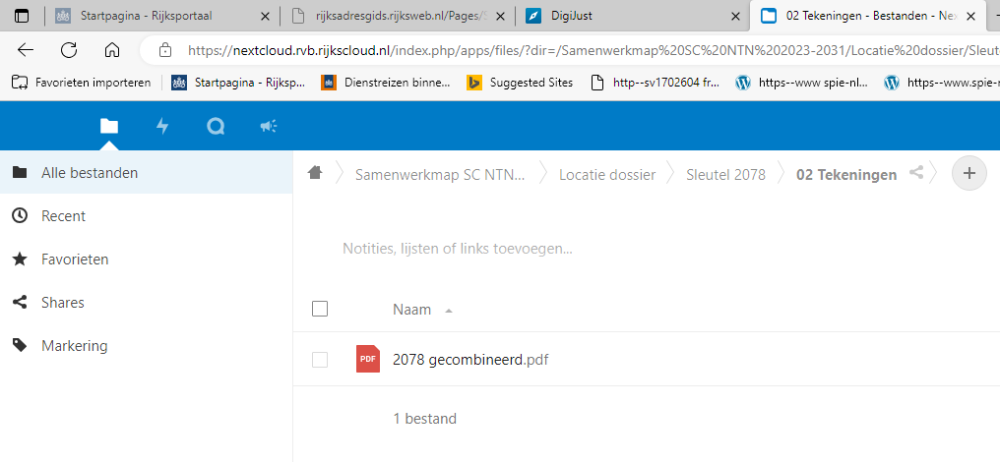 Startpagina - Rijksportaal
rijksadresgids.rijksweb.nl/Pages/
DigiJust
02 Tekeningen - Bestanden - Ne
https://nextcloud.rvb.rijkscloud.nl/index.php/apps/files/?dir=/Samenwerkmap%20SC%20NTN%202023-2031/Locatie%20dossier/Sleut
Favorieten importeren
Startpagina - Rijksp...
Dienstreizen binne...
Suggested Sites
http--sv1702604 fr...
https--www spie-nl...
https--www.spie-n
Alle bestanden
Recent
Favorieten
Shares
Markering
Samenwerkmap SC NTN...
Locatie dossier
Sleutel 2078
02 Tekeningen
Notities, lijsten of links toevoegen...
Naam
PDF
2078 gecombineerd.pdf
1 bestand